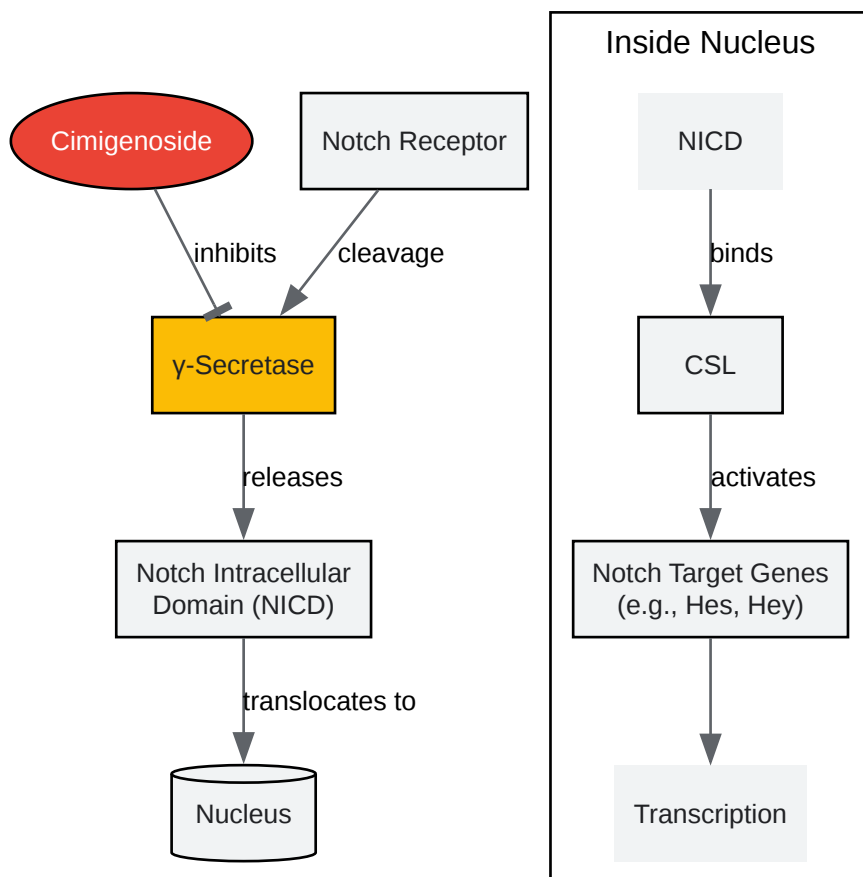 Cimigenoside
Notch Receptor
inhibits
cleavage
γ-Secretase
releases
Notch Intracellular
Domain (NICD)
translocates to
Nucleus
Inside Nucleus
NICD
binds
CSL
activates
Notch Target Genes
(e.g., Hes, Hey)
Transcription